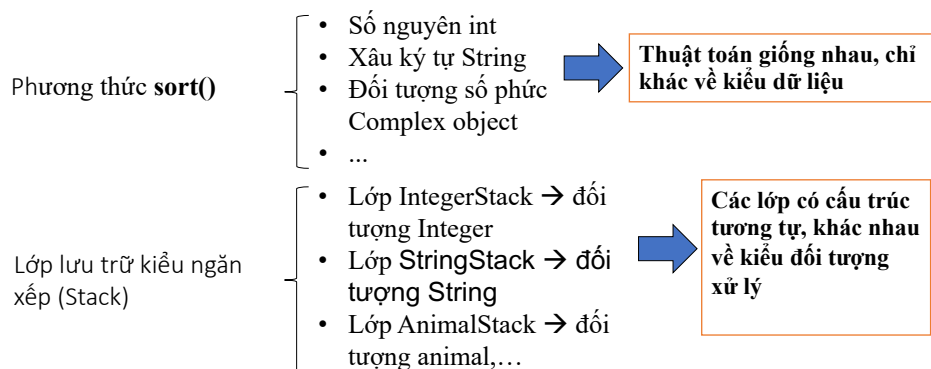 Phương thức sort()
• Số nguyên int
• Xâu ký tự String
• Đối tượng số phức
Complex object
• ...
Thuật toán giống nhau, chỉ
khác về kiểu dữ liệu
Lớp lưu trữ kiểu ngăn
xếp (Stack)
• Lớp IntegerStack → đối
tượng Integer
• Lớp StringStack → đối
tượng String
• Lớp AnimalStack → đối
tượng animal,…
Các lớp có cấu trúc
tương tự, khác nhau
về kiểu đối tượng
xử lý